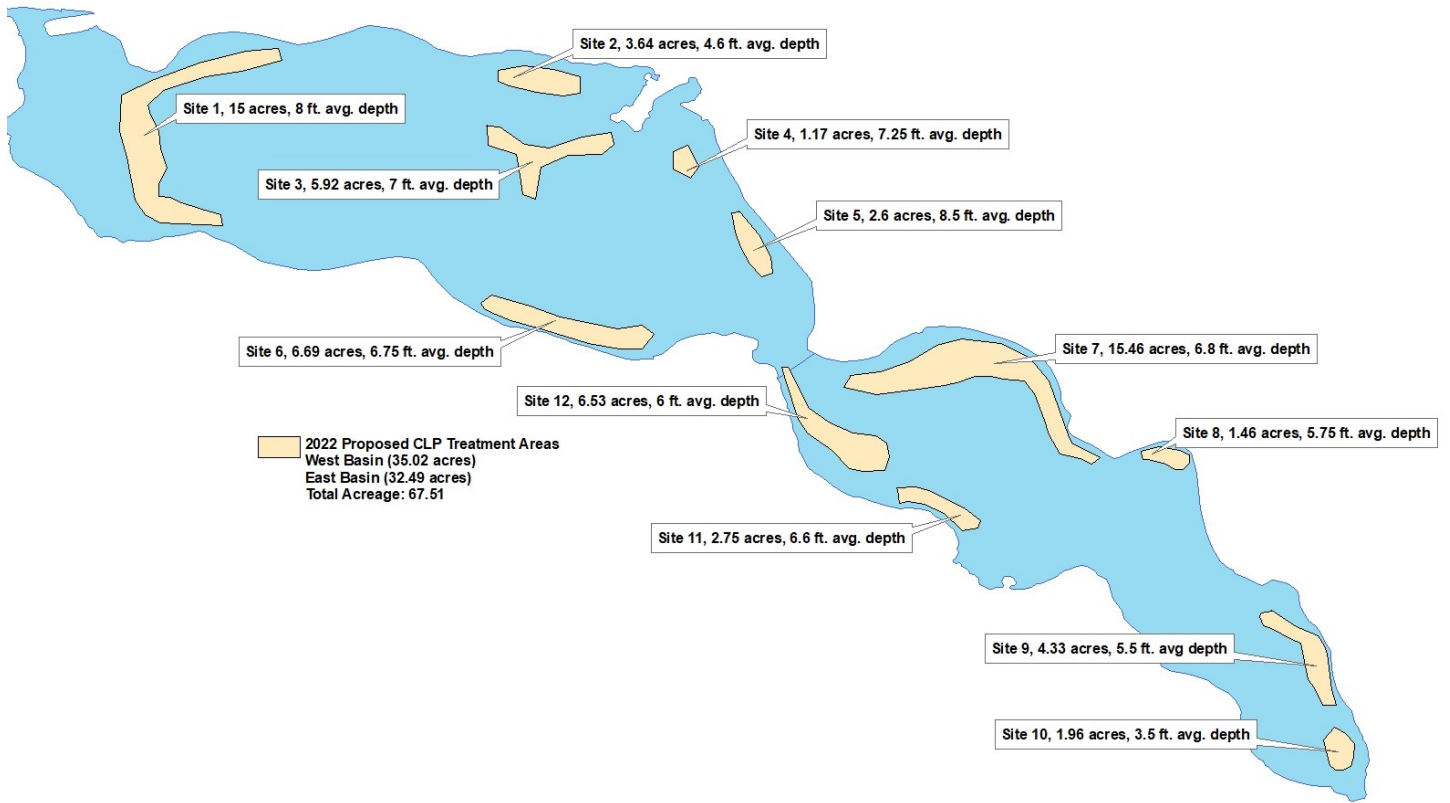 Site 2, 3.64 acres, 4.6 ft. avg. depth
Site 1, 15 acres, 8 ft. avg. depth
Site 4, 1.17 acres, 7.25 ft. avg. depth
Site 3, 5.92 acres, 7 ft. avg. depth
Site 5, 2.6 acres, 8.5 ft. avg. depth
Site 6, 6.69 acres, 6.75 ft. avg. depth
Site 7, 15.46 acres, 6.8 ft. avg. depth
Site 12, 6.53 acres, 6 ft. avg. depth
Site 8, 1.46 acres, 5.75 ft. avg. depth
2022 Proposed CLP Treatment Areas
West Basin (35.02 acres)
East Basin (32.49 acres)
Total Acreage: 67.51
Site 11, 2.75 acres, 6.6 ft. avg. depth
Site 9, 4.33 acres, 5.5 ft. avg depth
Site 10, 1.96 acres, 3.5 ft. avg. depth